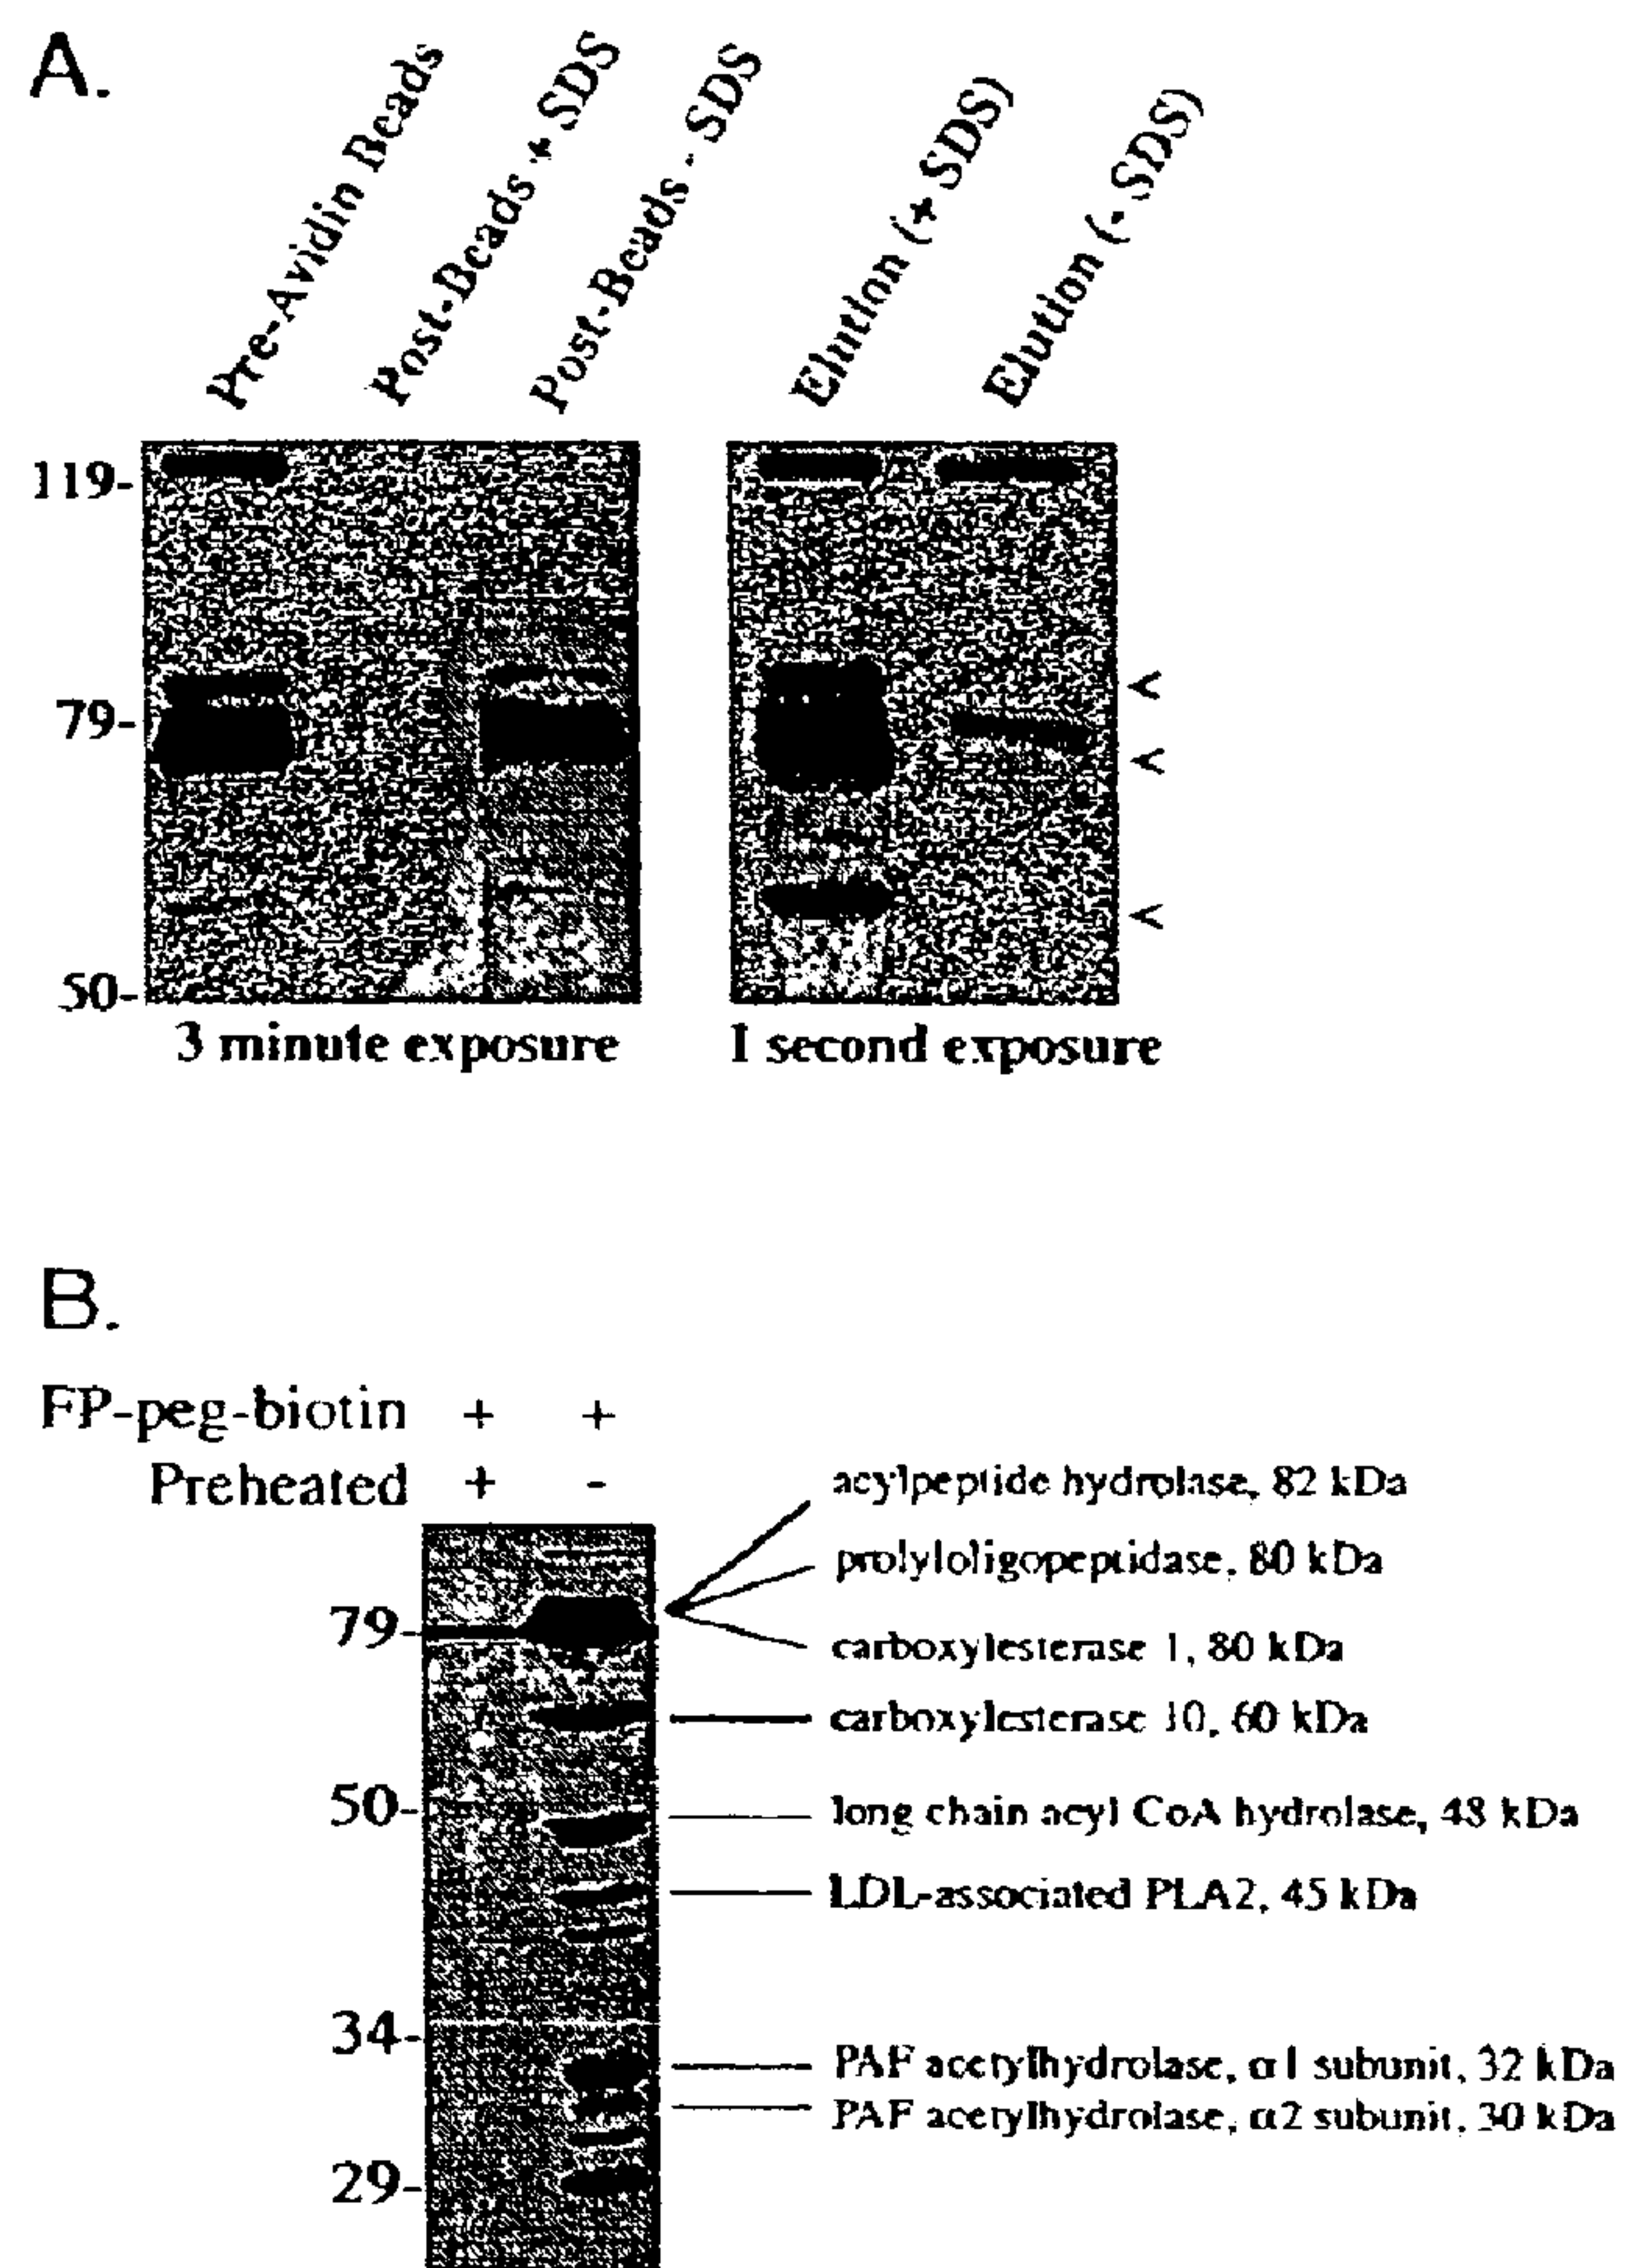 A.
Pre-Avidin Beads
Post-Beads + SDS
Post-Beads - SDS
Elution (+ SDS)
Elution (- SDS)
119-
79-
50-
<
<
<
3 minute exposure
1 second exposure
B.
FP-peg-biotin + +
Preheated + -
79-
50-
34-
29-
acylpeptide hydrolase, 82 kDa
prolyloligopeptidase, 80 kDa
carboxylesterase 1, 80 kDa
carboxylesterase 10, 60 kDa
long chain acyl CoA hydrolase, 48 kDa
LDL-associated PLA2, 45 kDa
PAF acetylhydrolase, α1 subunit, 32 kDa
PAF acetylhydrolase, α2 subunit, 30 kDa